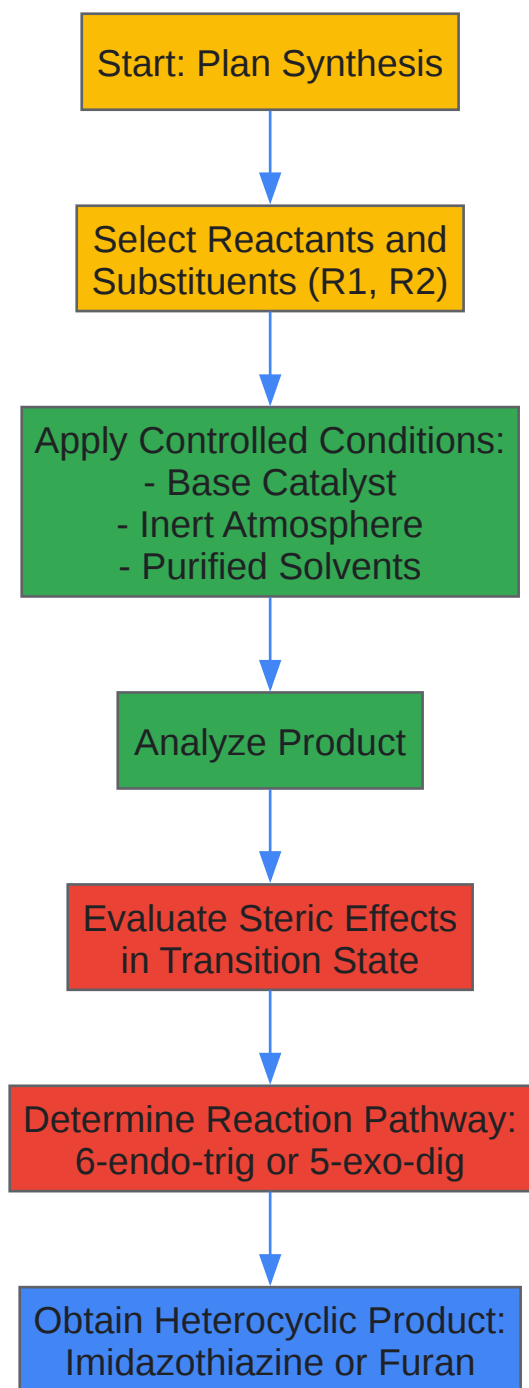 Start: Plan Synthesis
Select Reactants and
Substituents (R1, R2)
Apply Controlled Conditions:
- Base Catalyst
- Inert Atmosphere
- Purified Solvents
Analyze Product
Evaluate Steric Effects
in Transition State
Determine Reaction Pathway:
6-endo-trig or 5-exo-dig
Obtain Heterocyclic Product:
Imidazothiazine or Furan